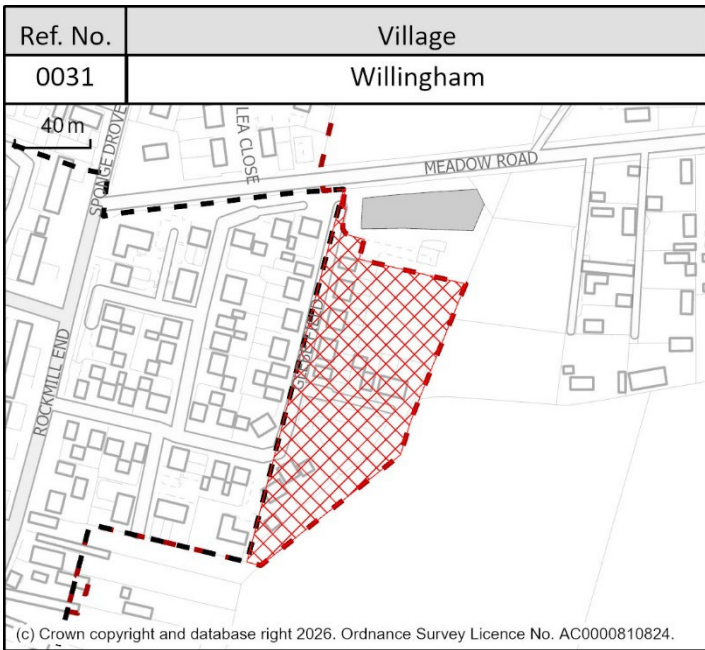 Ref. No.
Village
0031
Willingham
40 m
SPONGE DROVE
LEA CLOSE
MEADOW ROAD
ROCKMILL END
(c) Crown copyright and database right 2026. Ordnance Survey Licence No. AC0000810824.